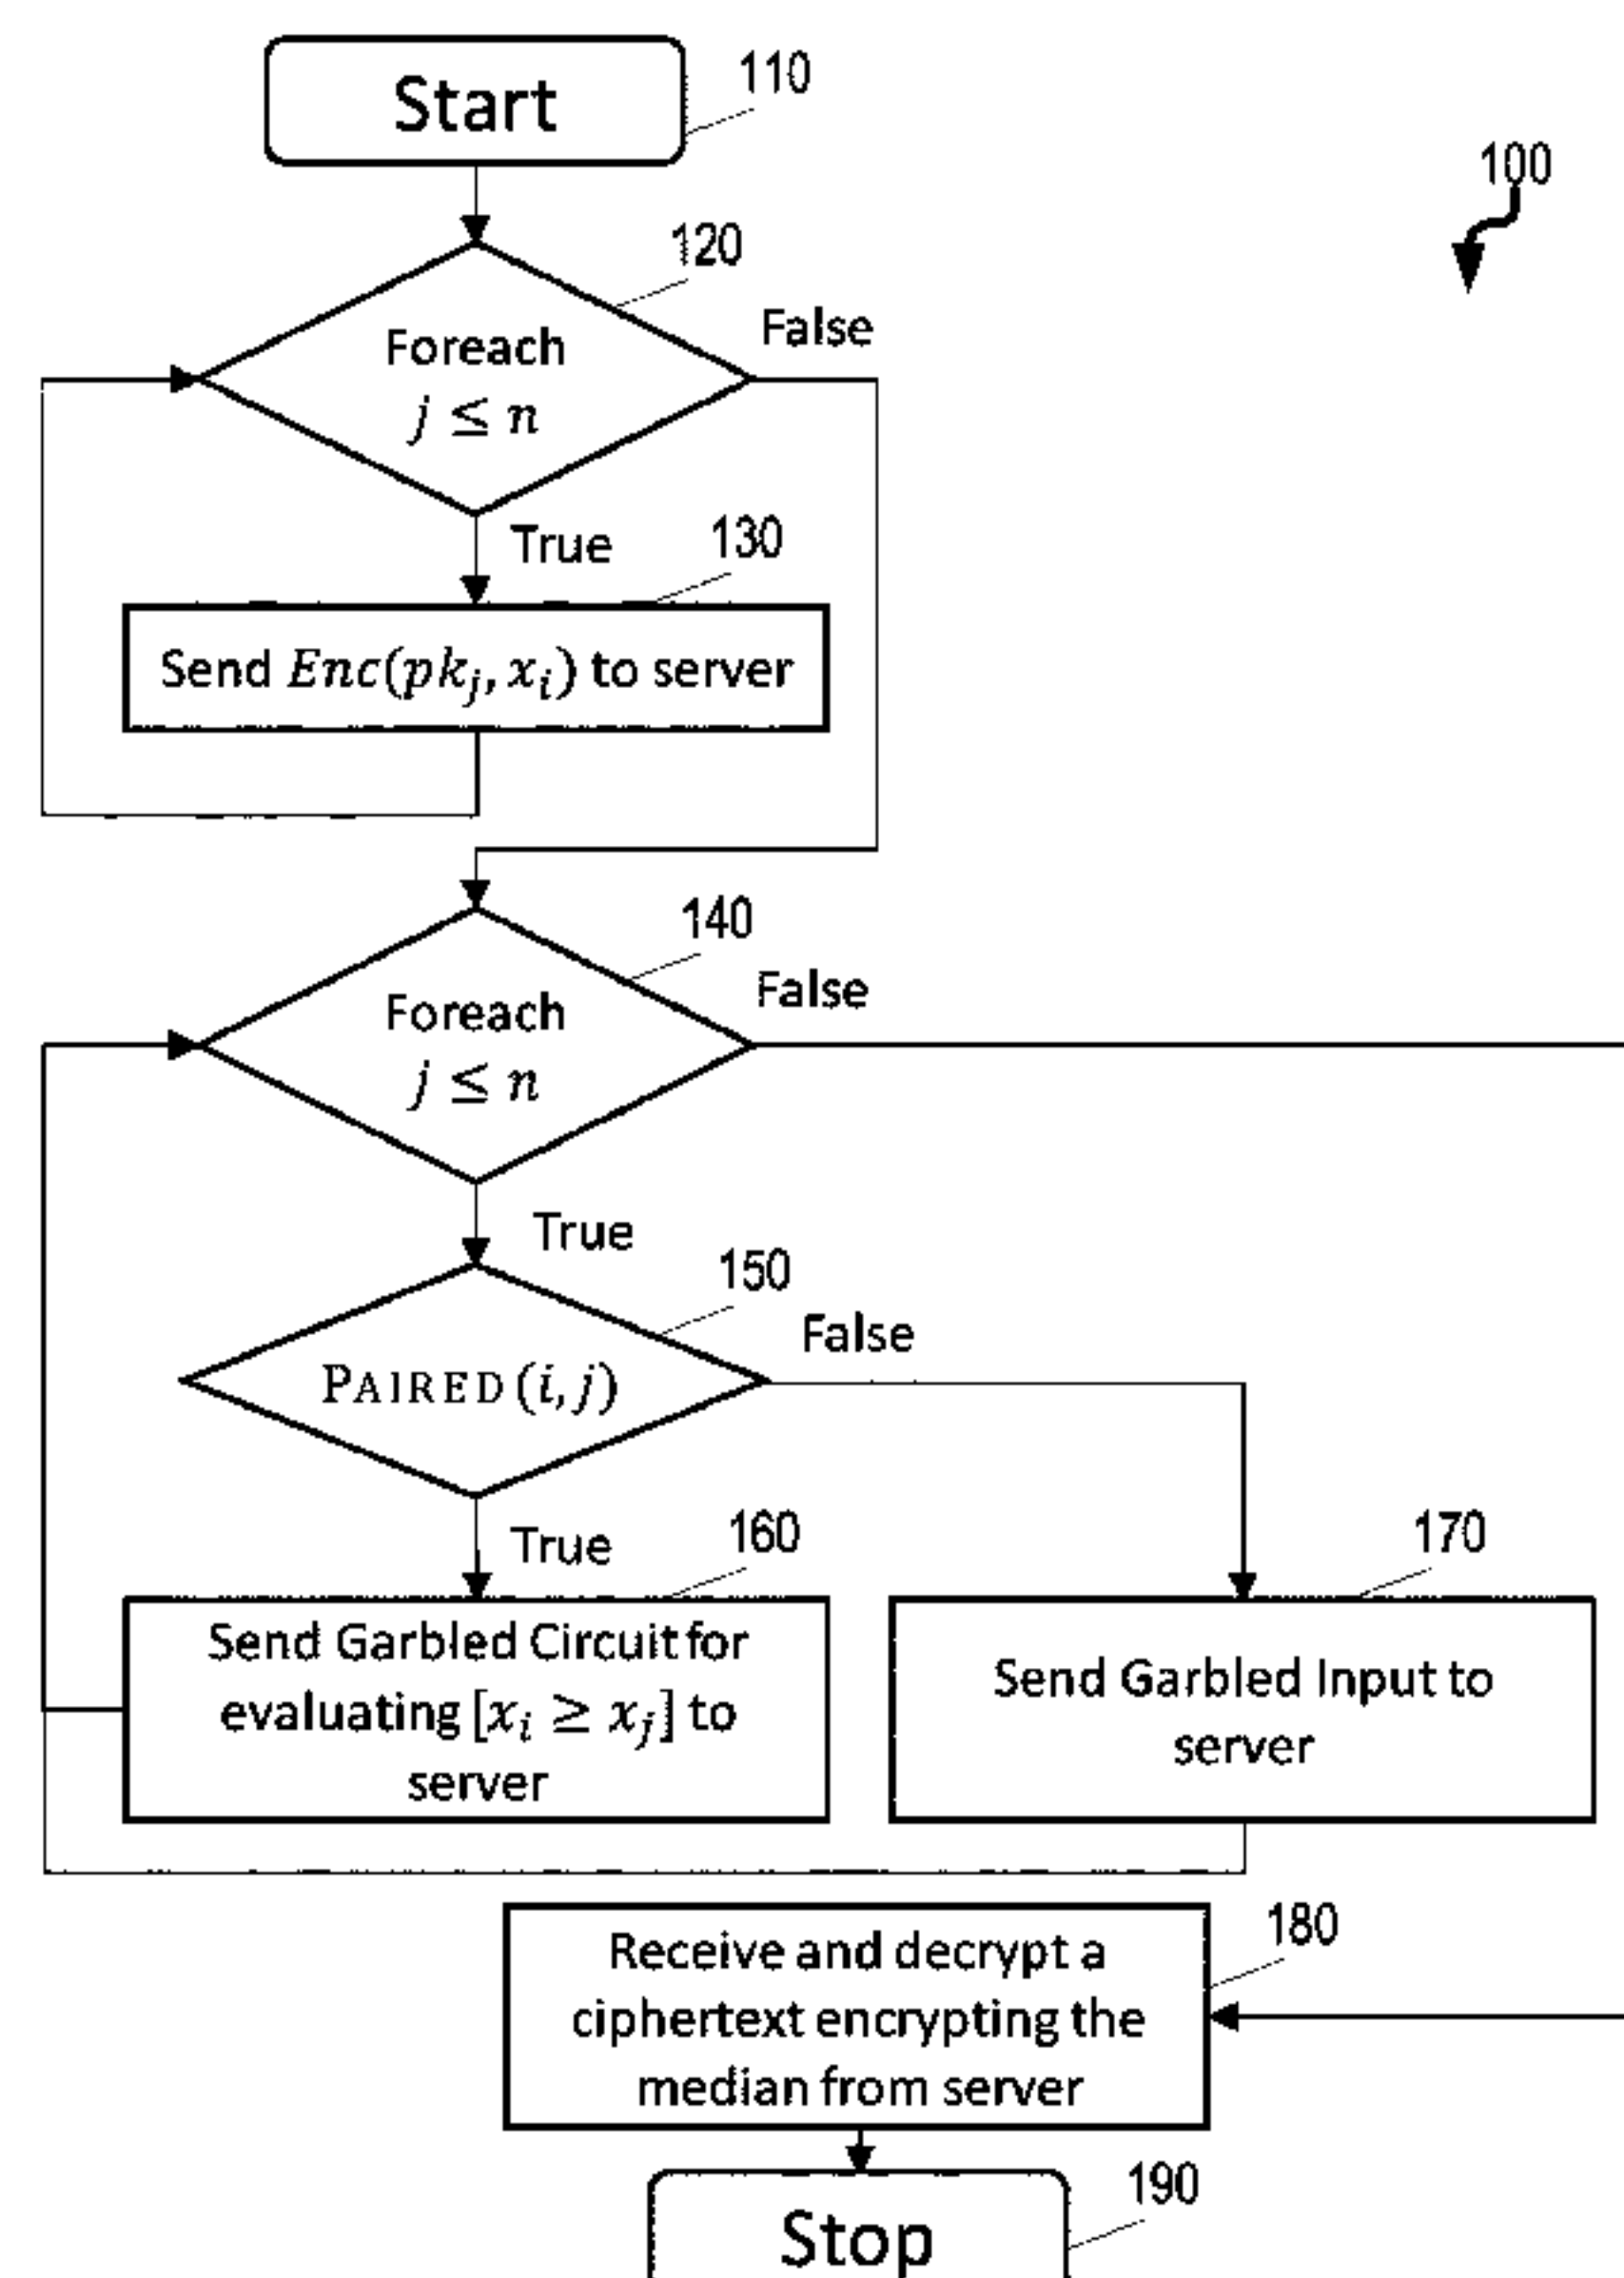 Start
110
100
120
False
Foreach
j ≤ n
True
130
Send Enc(pk_j, x_i) to server
140
False
Foreach
j ≤ n
True
150
False
PAIRED(i, j)
True
160
170
Send Garbled Circuit for
evaluating [x_i ≥ x_j] to
server
Send Garbled Input to
server
180
Receive and decrypt a
ciphertext encrypting the
median from server
190
Stop